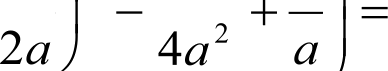 2a) − 4a² + — a ] =